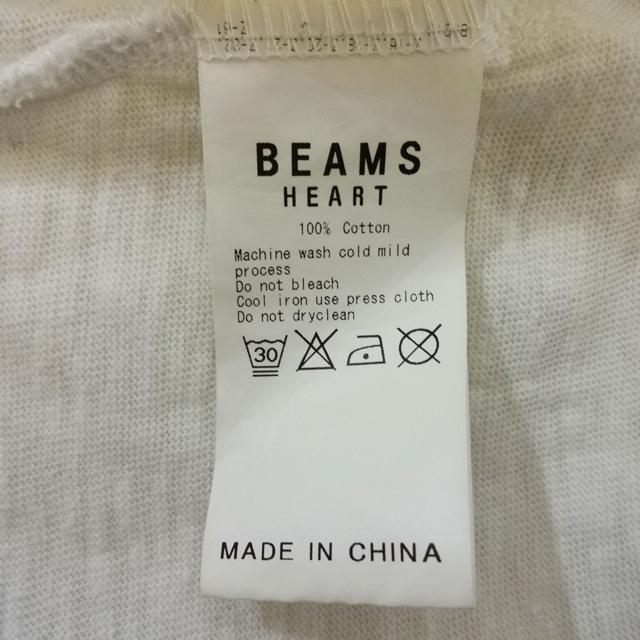 BEAMS
HEART
100% Cotton
Machine wash cold mild
process
Do not bleach
Cool iron use press cloth
Do not dryclean
30
MADE IN CHINA